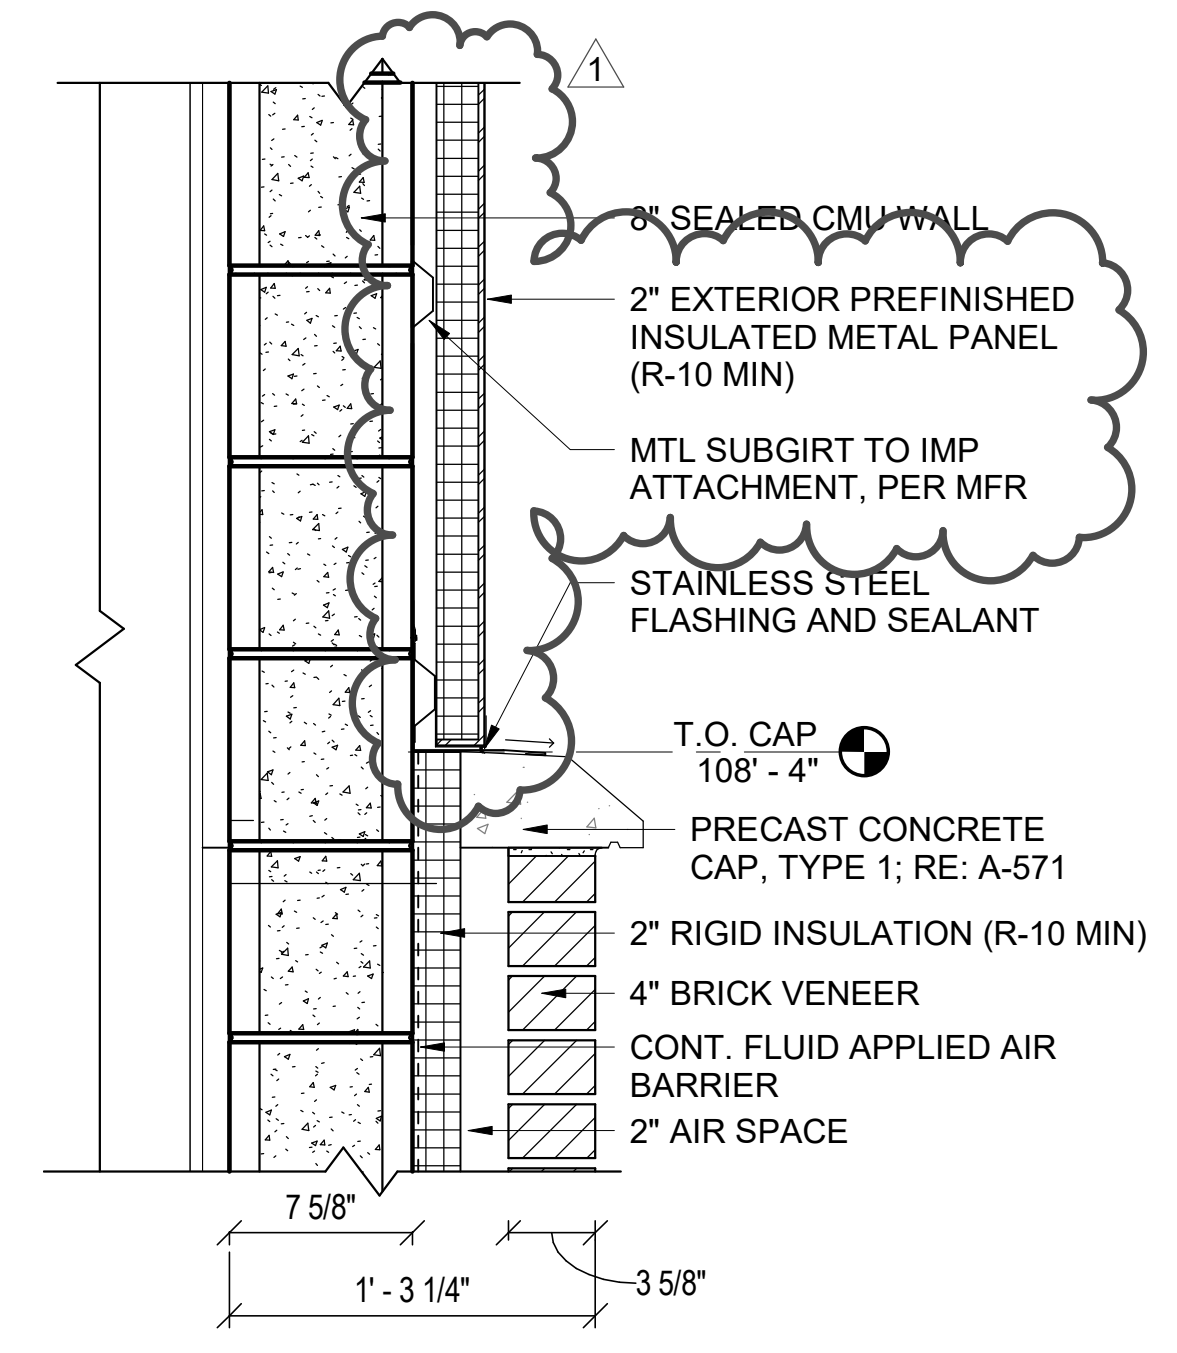 1
8" SEALED CMU WALL
2" EXTERIOR PREFINISHED
INSULATED METAL PANEL
(R-10 MIN)
MTL SUBGIRT TO IMP
ATTACHMENT, PER MFR
STAINLESS STEEL
FLASHING AND SEALANT
T.O. CAP
108' - 4"
PRECAST CONCRETE
CAP, TYPE 1; RE: A-571
2" RIGID INSULATION (R-10 MIN)
4" BRICK VENEER
CONT. FLUID APPLIED AIR
BARRIER
2" AIR SPACE
7 5/8"
1' - 3 1/4"
3 5/8"